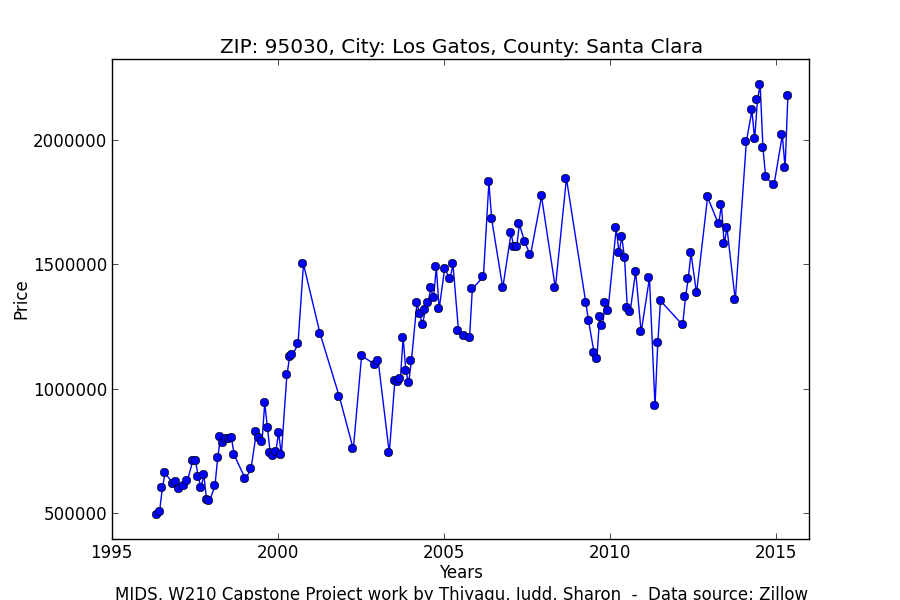 ZIP: 95030, City: Los Gatos, County: Santa Clara
2000000
1500000
1000000
500000
Price
1995 2000 2005 2010 2015
Years
MIDS, W210 Capstone Project work by Thiyagu, Judd, Sharon - Data source: Zillow